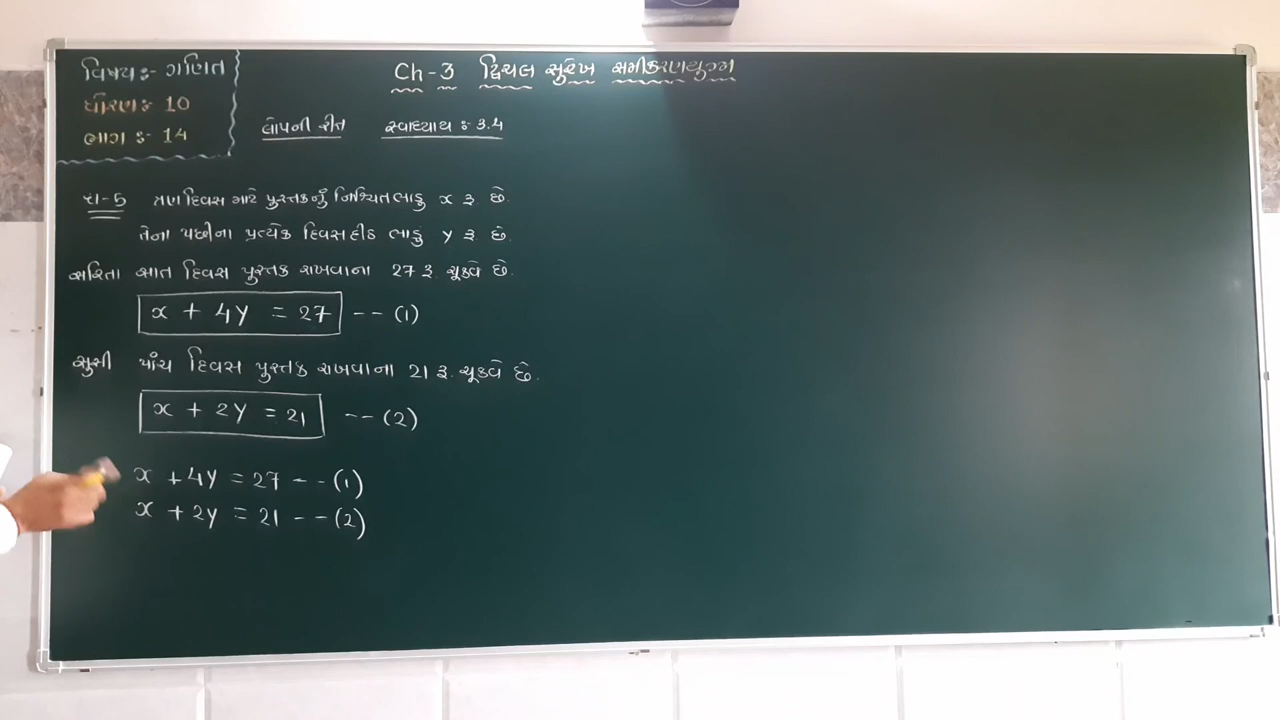 વિષય :- ગણિત
ધોરણ : 10
ભાગ :- 14
Ch - 3 દ્વિચલ સુરેખ સમીકરણયુગ્મ
લોપની રીત સ્વાધ્યાય :- 3.4
રા-5 ત્રણ દિવસ માટે પુસ્તકનું નિશ્ચિત ભાડુ x રૂ. છે.
તેના પછીના પ્રત્યેક દિવસ દીઠ ભાડું y રૂ. છે.
સરિતા સાત દિવસ પુસ્તક રાખવાના 27 રૂ. ચૂકવે છે.
x + 4y = 27 -- (1)
સુસી પાંચ દિવસ પુસ્તક રાખવાના 21 રૂ. ચૂકવે છે.
x + 2y = 21 -- (2)
x + 4y = 27 -- (1)
x + 2y = 21 -- (2)